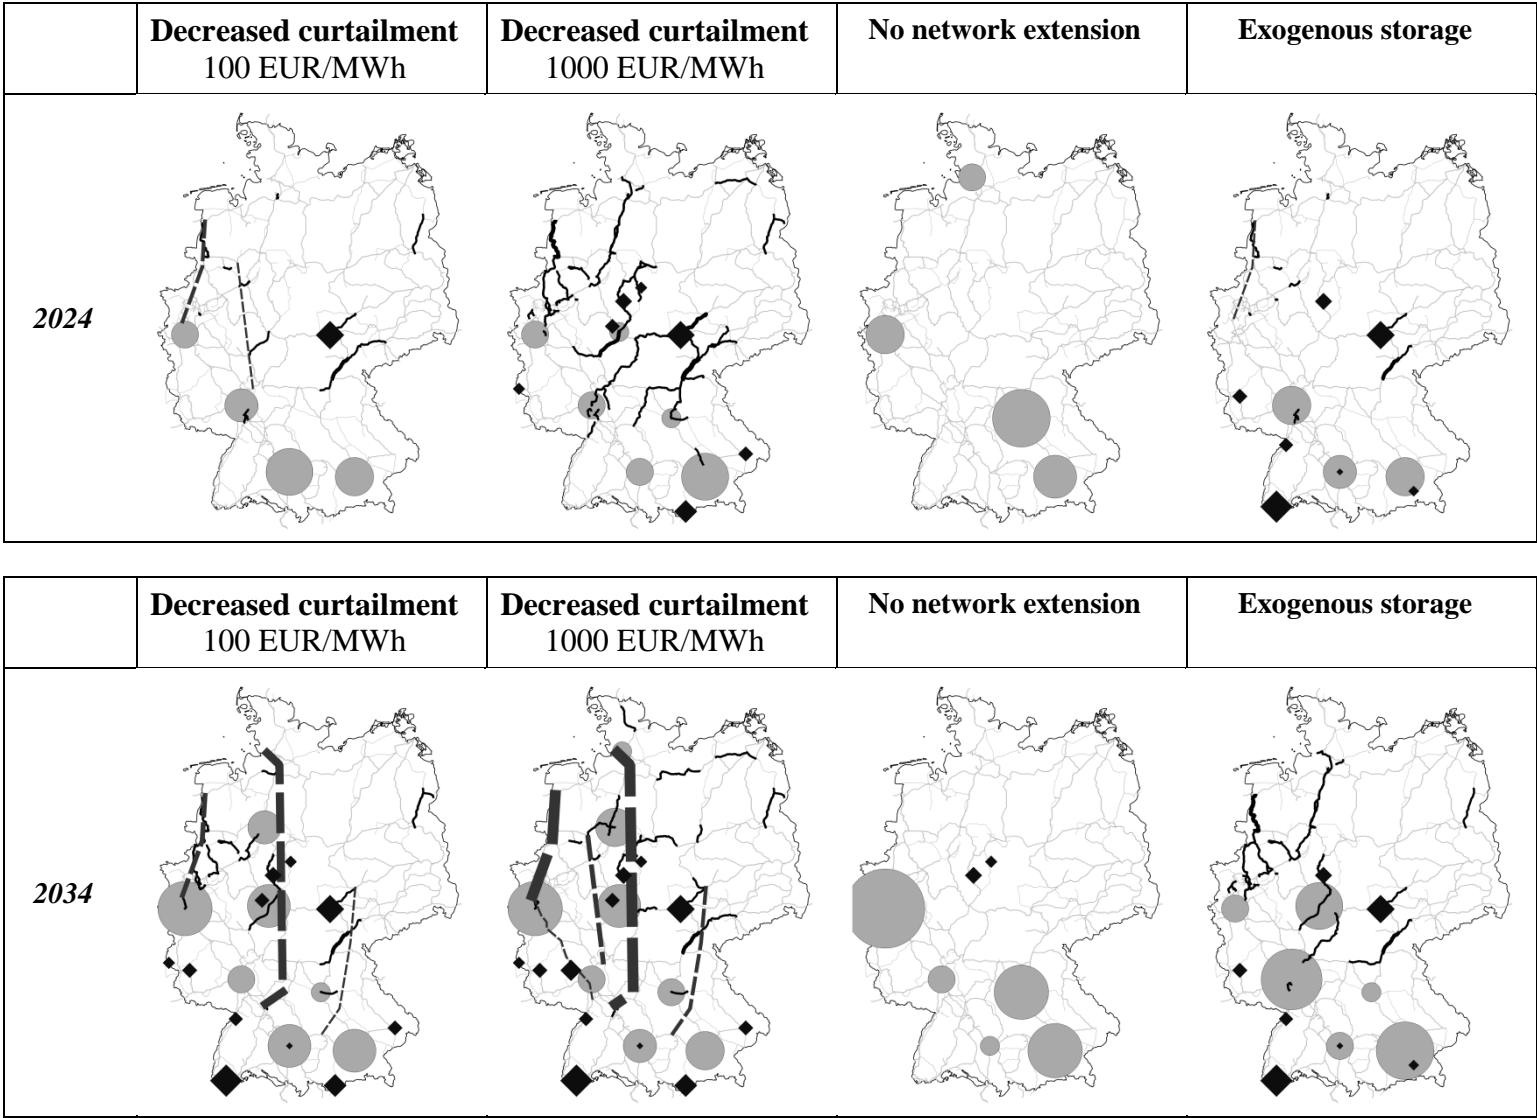 Decreased curtailment
100 EUR/MWh
Decreased curtailment
1000 EUR/MWh
No network extension
Exogenous storage
2024
Decreased curtailment
100 EUR/MWh
Decreased curtailment
1000 EUR/MWh
No network extension
Exogenous storage
2034